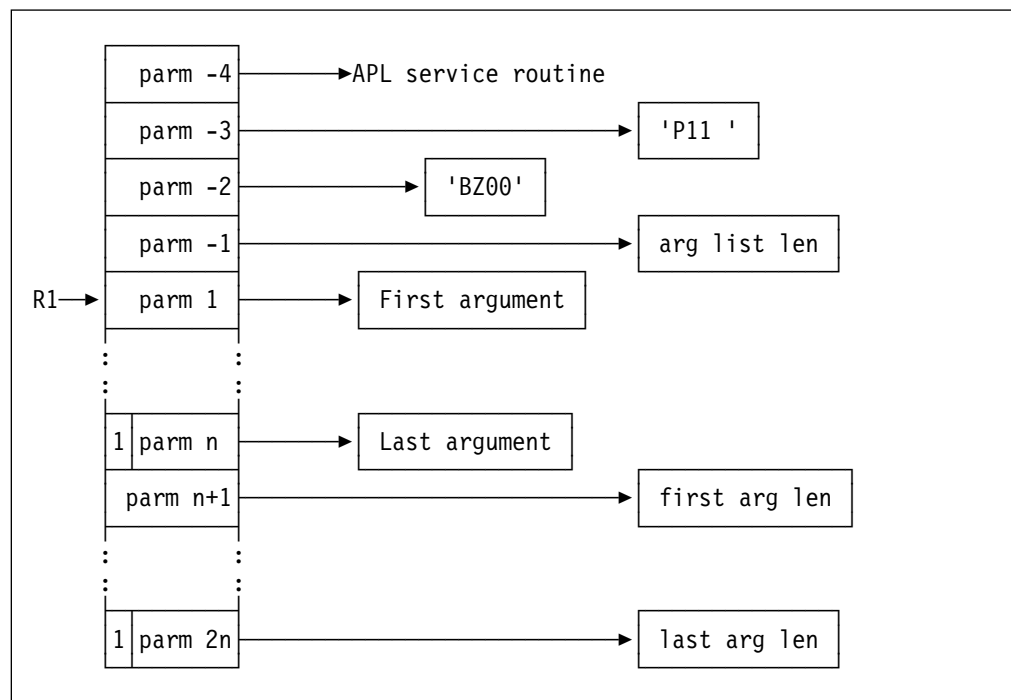 parm -4 APL service routine
parm -3 'P11 '
parm -2 'BZ00'
parm -1 arg list len
R1 parm 1 First argument
: :
: :
1 parm n Last argument
parm n+1 first arg len
: :
: :
1 parm 2n last arg len